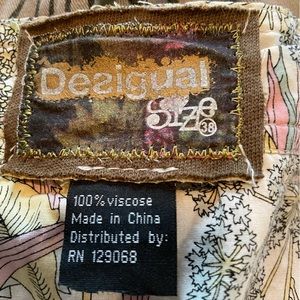 Desigual
Size
38
100% viscose
Made in China
Distributed by:
RN 129068